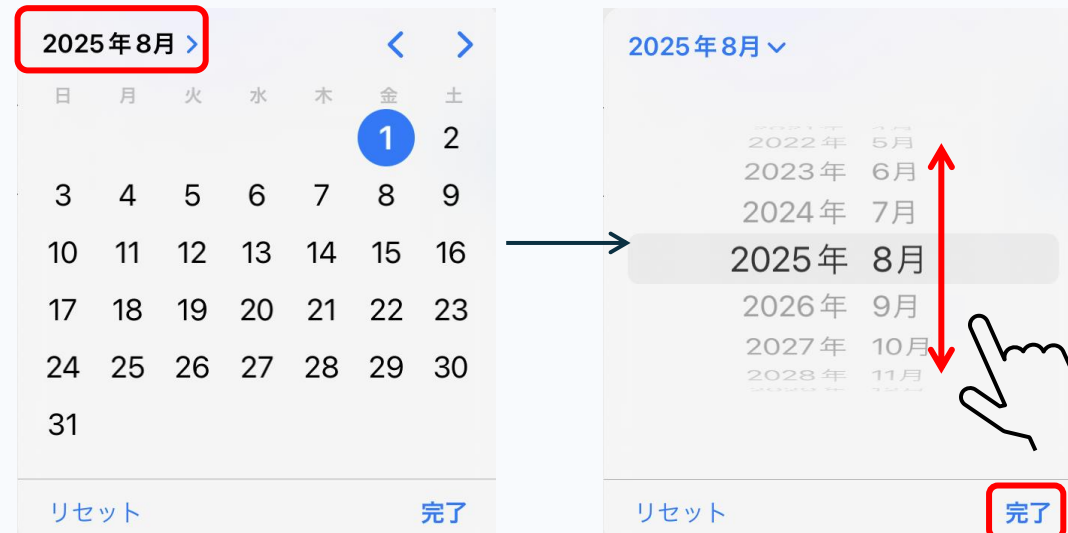 2025年8月
日 月 火 水 木 金 土
1 2
3 4 5 6 7 8 9
10 11 12 13 14 15 16
17 18 19 20 21 22 23
24 25 26 27 28 29 30
31
リセット 完了
2025年8月
2022年 5月
2023年 6月
2024年 7月
2025年 8月
2026年 9月
2027年 10月
2028年 11月
リセット 完了